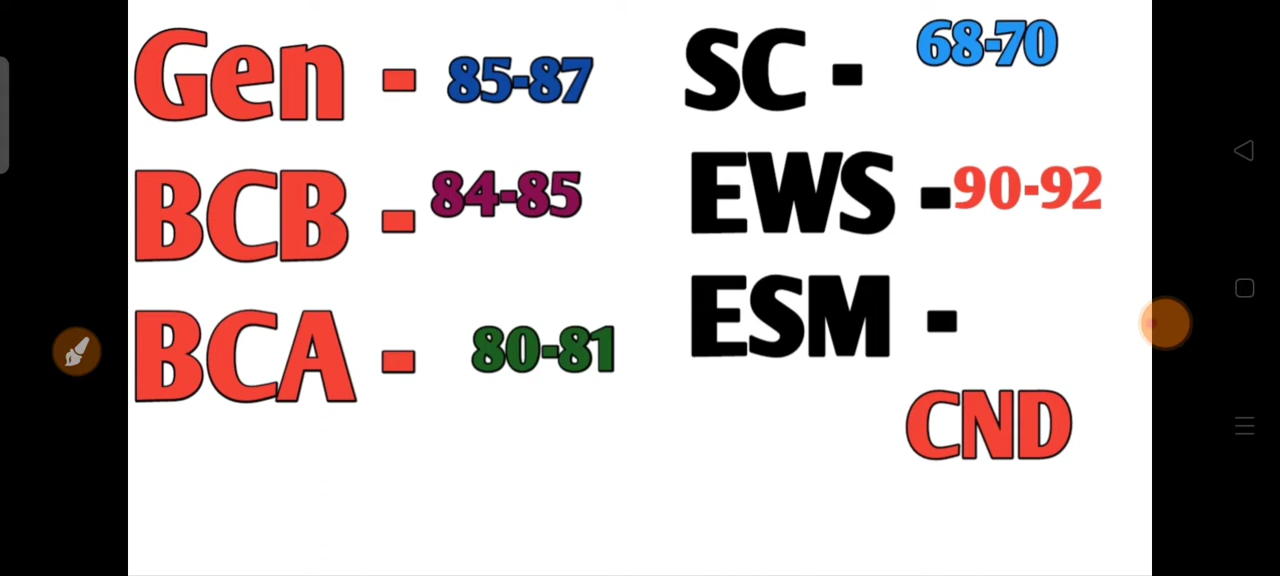 Gen - 85-87
BCB - 84-85
BCA - 80-81
SC - 68-70
EWS - 90-92
ESM -
CND